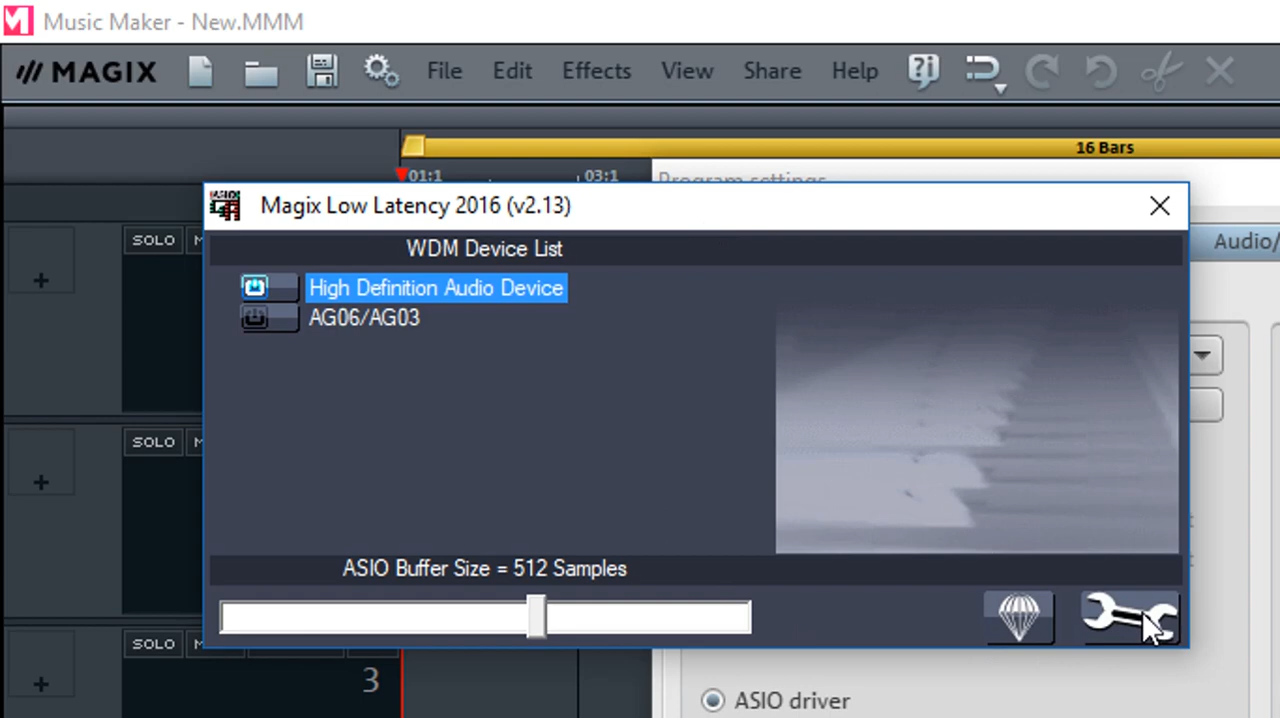 Music Maker - New.MMM
MAGIX File Edit Effects View Share Help
16 Bars
01:1 03:1
Program settings
Magix Low Latency 2016 (v2.13)
SOLO M
WDM Device List
Audio/
High Definition Audio Device
AG06/AG03
SOLO M
ASIO Buffer Size = 512 Samples
SOLO
3
ASIO driver